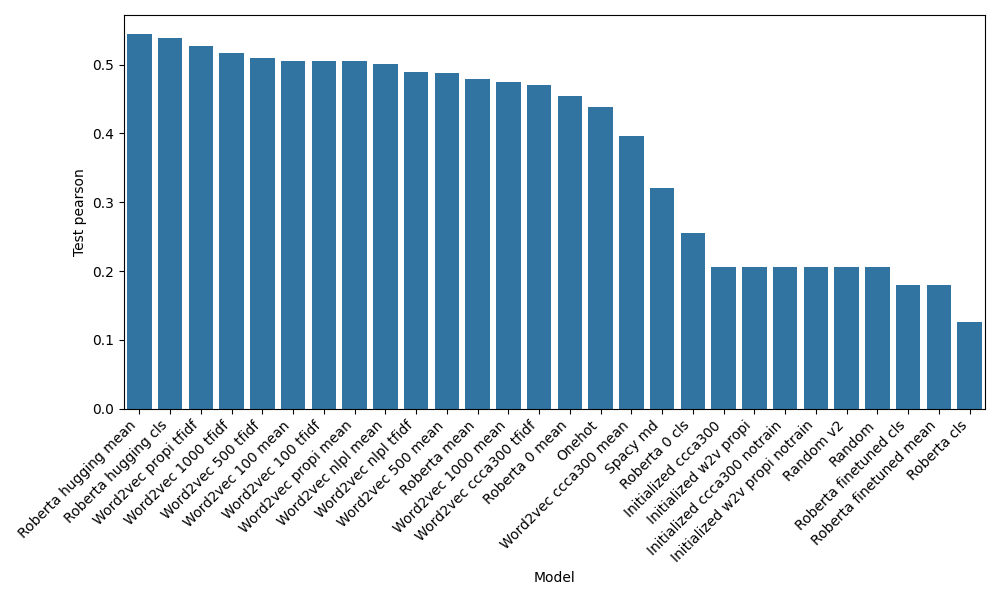 Test pearson
0.5
0.4
0.3
0.2
0.1
0.0
Roberta hugging mean
Roberta hugging cls
Word2vec propi tfidf
Word2vec 1000 tfidf
Word2vec 500 tfidf
Word2vec 100 mean
Word2vec 100 tfidf
Word2vec propi mean
Word2vec nlpl mean
Word2vec nlpl tfidf
Word2vec 500 mean
Roberta mean
Word2vec 1000 mean
Word2vec ccca300 tfidf
Roberta 0 mean
Onehot
Word2vec ccca300 mean
Spacy md
Roberta 0 cls
Initialized ccca300
Initialized w2v propi
Initialized ccca300 notrain
Initialized w2v propi notrain
Random v2
Random
Roberta finetuned cls
Roberta finetuned mean
Roberta cls
Model